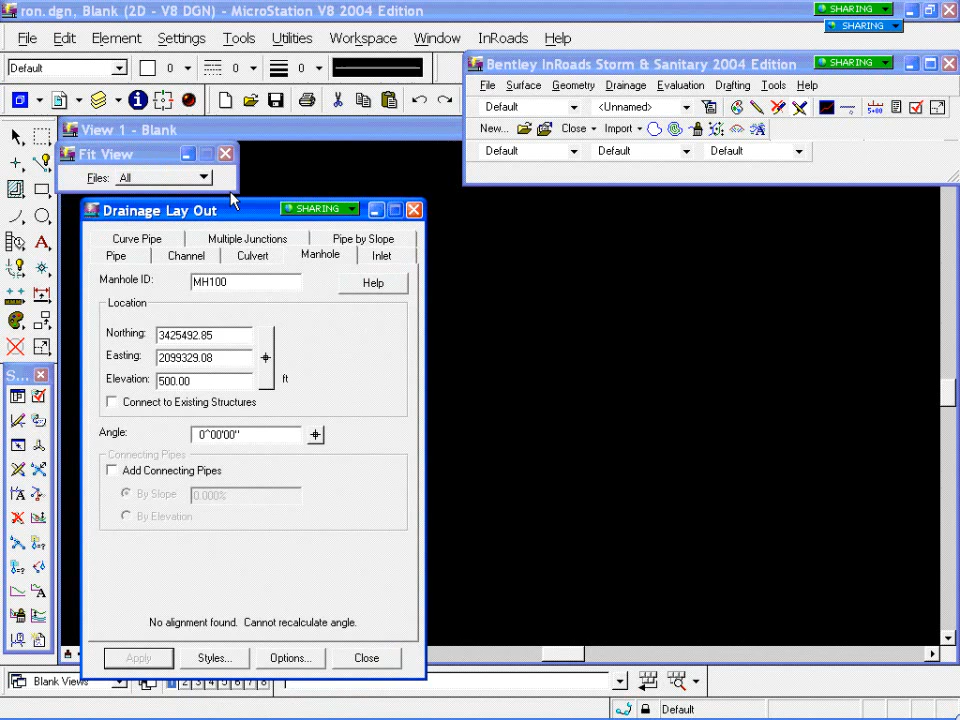 ron.dgn, Blank (2D - V8 DGN) - MicroStation V8 2004 Edition
SHARING
SHARING
File Edit Element Settings Tools Utilities Workspace Window InRoads Help
Default 0 0 0
Bentley InRoads Storm & Sanitary 2004 Edition
SHARING
File Surface Geometry Drainage Evaluation Drafting Tools Help
Default <Unnamed>
New... Close Import
Default Default Default
View 1 - Blank
Fit View
Files: All
Drainage Lay Out
SHARING
Curve Pipe Multiple Junctions Pipe by Slope
Pipe Channel Culvert Manhole Inlet
Manhole ID: MH100 Help
Location
Northing: 3425492.85
Easting: 2099329.08
Elevation: 500.00 ft
Connect to Existing Structures
Angle: 0^00'00"
Connecting Pipes
Add Connecting Pipes
By Slope 0.000%
By Elevation
No alignment found. Cannot recalculate angle.
Apply Styles... Options... Close
S...
Blank Views 1 2 3 4 5 6 7 8
Default